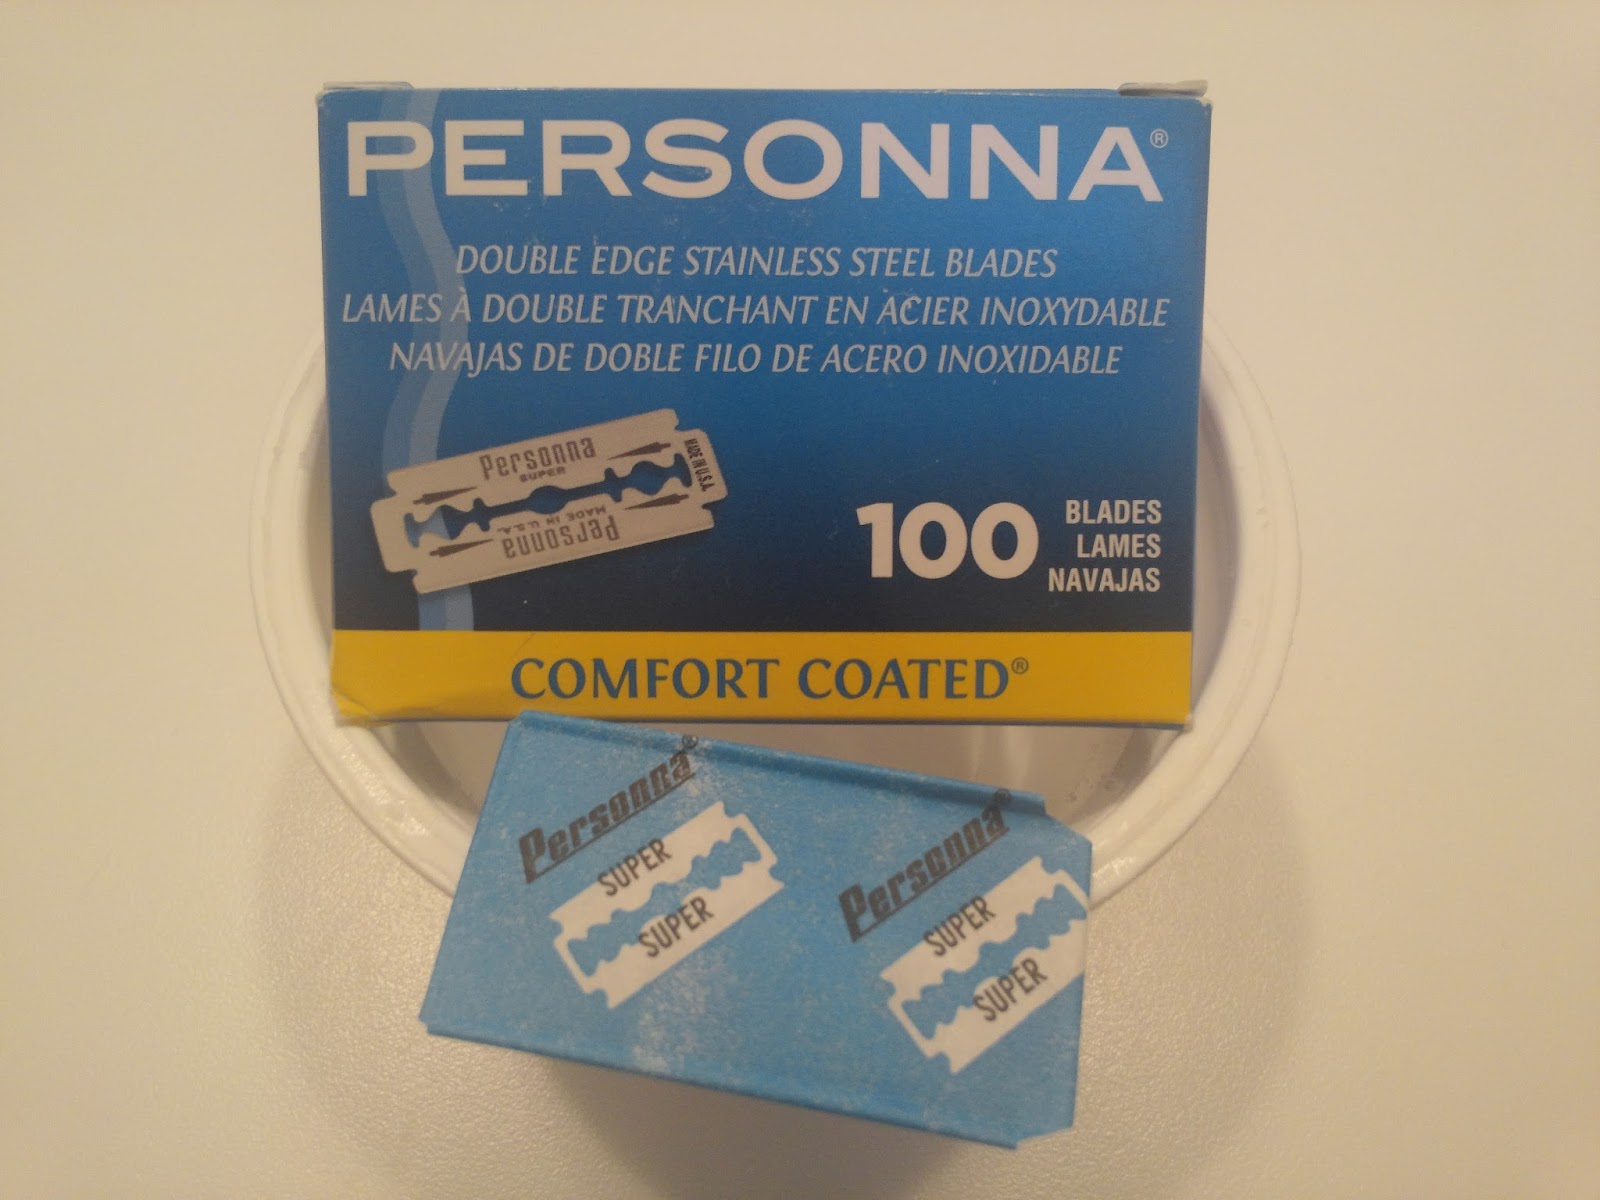 PERSONNA®
DOUBLE EDGE STAINLESS STEEL BLADES
LAMES À DOUBLE TRANCHANT EN ACIER INOXYDABLE
NAVAJAS DE DOBLE FILO DE ACERO INOXIDABLE
Personna
SUPER
MADE IN U.S.A.
MADE IN U.S.A.
Personna
100
BLADES
LAMES
NAVAJAS
COMFORT COATED®
Personna®
SUPER
SUPER
Personna®
SUPER
SUPER